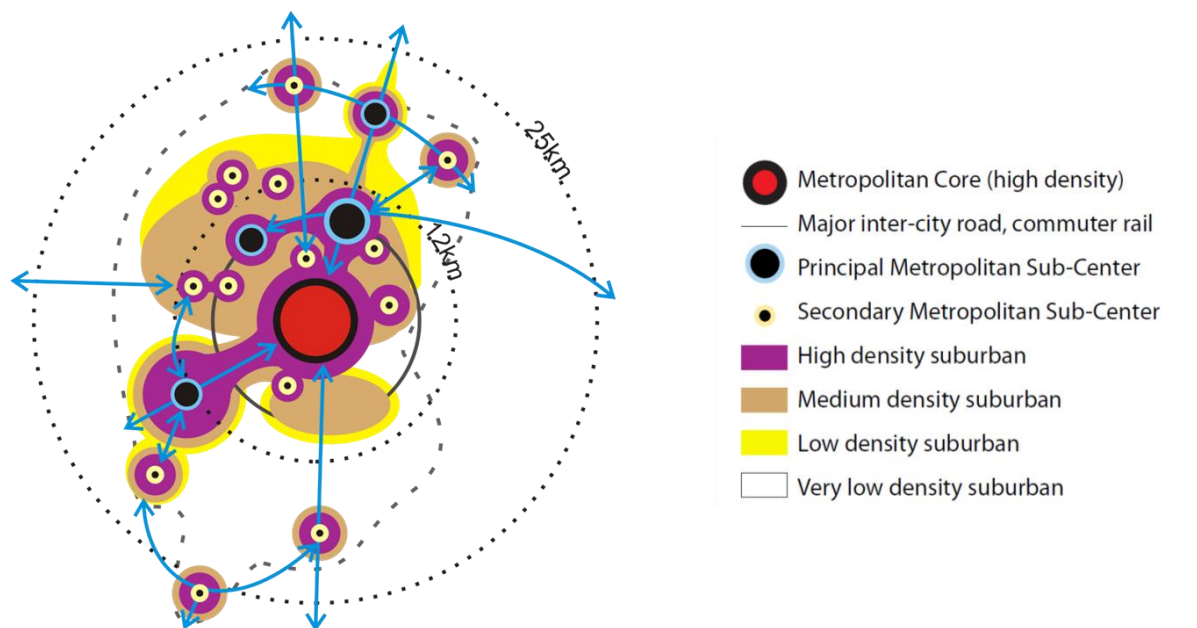 25km
12km
Metropolitan Core (high density)
Major inter-city road, commuter rail
Principal Metropolitan Sub-Center
Secondary Metropolitan Sub-Center
High density suburban
Medium density suburban
Low density suburban
Very low density suburban